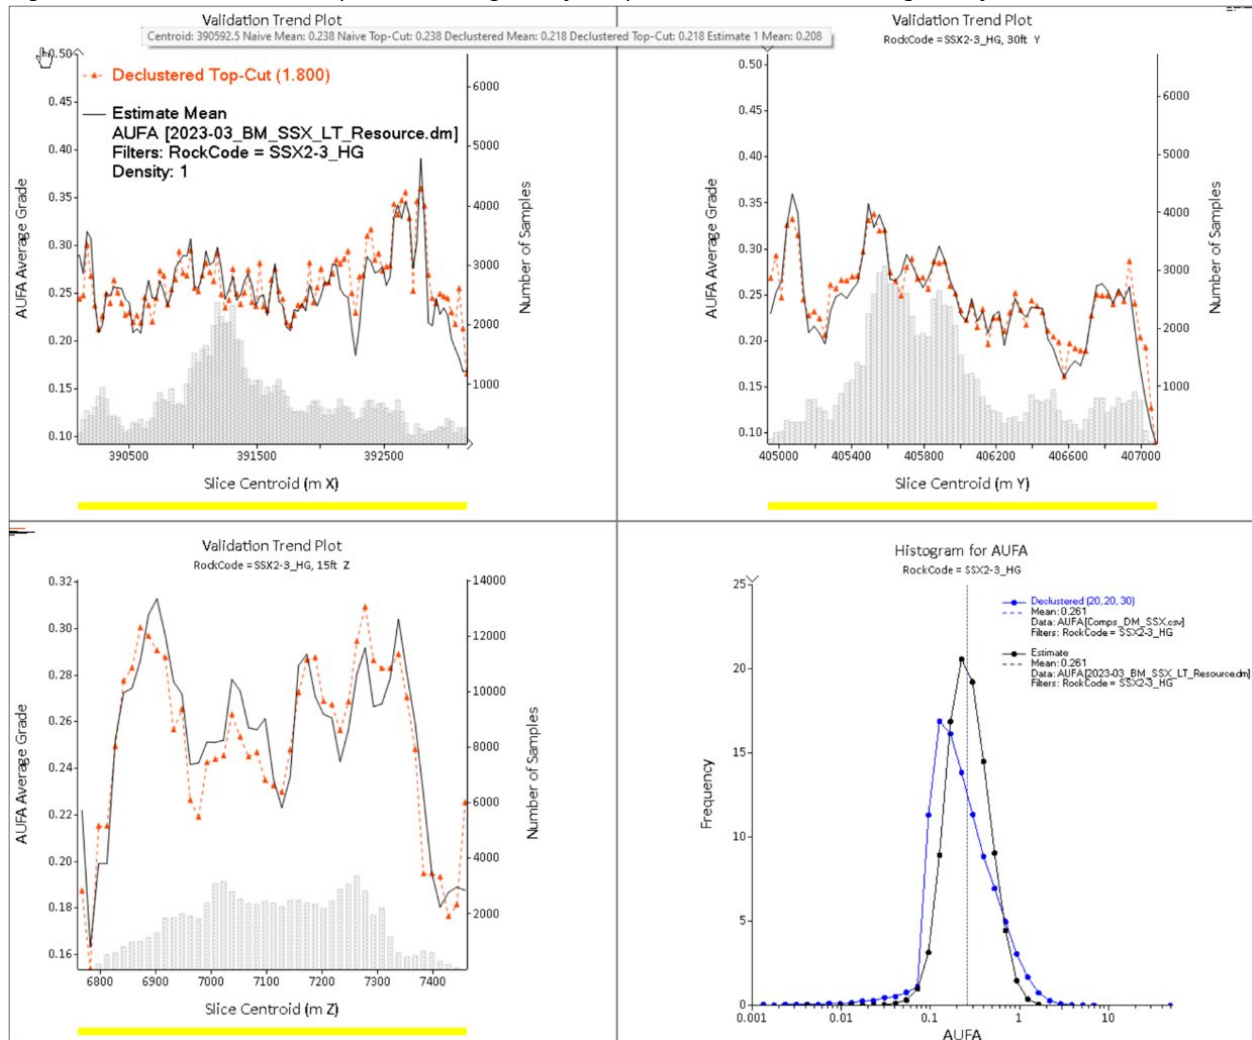 Validation Trend Plot
Centroid: 390592.5 Naive Mean: 0.238 Naive Top-Cut: 0.238 Declustered Mean: 0.218 Declustered Top-Cut: 0.218 Estimate 1 Mean: 0.208
Declustered Top-Cut (1.800)
Estimate Mean
AUFA [2023-03_BM_SSX_LT_Resource.dm]
Filters: RockCode = SSX2-3_HG
Density: 1
0.50
0.45
0.40
0.35
0.30
0.25
0.20
0.15
0.10
AUFA Average Grade
6000
5000
4000
3000
2000
1000
Number of Samples
390500
391500
392500
Slice Centroid (m X)
Validation Trend Plot
RockCode = SSX2-3_HG, 30ft Y
0.50
0.45
0.40
0.35
0.30
0.25
0.20
0.15
0.10
AUFA Average Grade
6000
5000
4000
3000
2000
1000
Number of Samples
405000
405400
405800
406200
406600
407000
Slice Centroid (m Y)
Validation Trend Plot
RockCode = SSX2-3_HG, 15ft Z
0.32
0.30
0.28
0.26
0.24
0.22
0.20
0.18
0.16
AUFA Average Grade
14000
12000
10000
8000
6000
4000
2000
Number of Samples
6800
6900
7000
7100
7200
7300
7400
Slice Centroid (m Z)
Histogram for AUFA
RockCode = SSX2-3_HG
Declustered (20, 20, 30)
Mean: 0.261
Data: AUFA[Comps_DM_SSX.csv]
Filters: RockCode = SSX2-3_HG
Estimate
Mean: 0.261
Data: AUFA[2023-03_BM_SSX_LT_Resource.dm]
Filters: RockCode = SSX2-3_HG
25
20
15
10
5
0
Frequency
0.001
0.01
0.1
1
10
AUFA